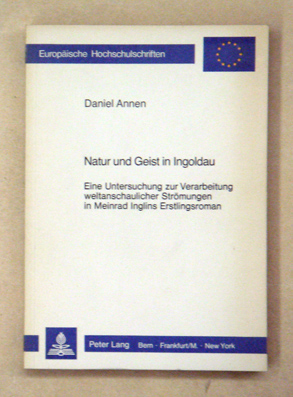 Europäische Hochschulschriften
Daniel Annen
Natur und Geist in Ingoldau
Eine Untersuchung zur Verarbeitung
weltanschaulicher Strömungen
in Meinrad Inglins Erstlingsroman
Peter Lang Bern · Frankfurt/M. · New York